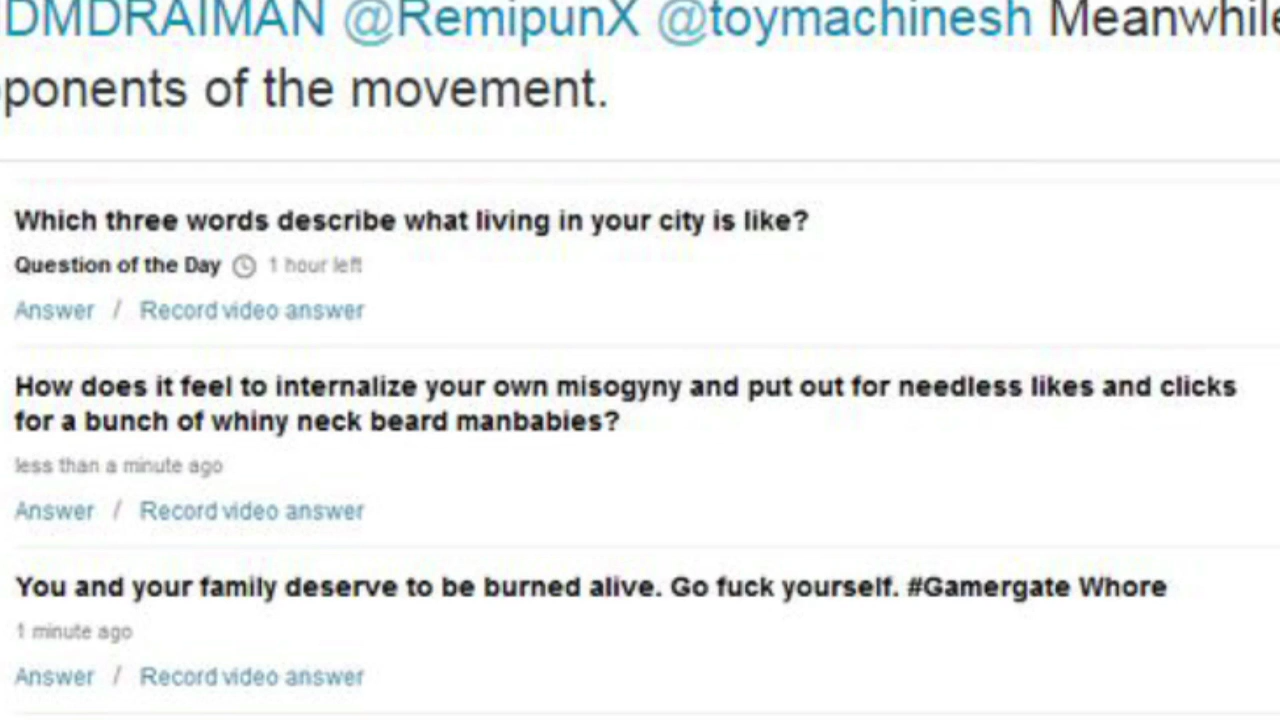 DMDRAIMAN @RemipunX @toymachinesh Meanwhile
ponents of the movement.
Which three words describe what living in your city is like?
Question of the Day 1 hour left
Answer / Record video answer
How does it feel to internalize your own misogyny and put out for needless likes and clicks
for a bunch of whiny neck beard manbabies?
less than a minute ago
Answer / Record video answer
You and your family deserve to be burned alive. Go fuck yourself. #Gamergate Whore
1 minute ago
Answer / Record video answer